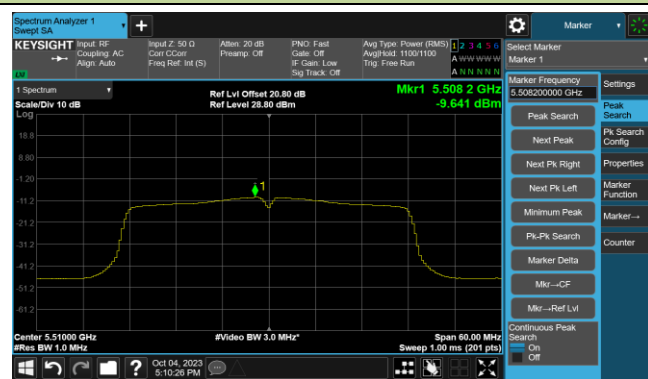 Spectrum Analyzer 1
Swept SA
+
Marker
KEYSIGHT
Input: RF
Coupling: AC
Align: Auto
Input Z: 50 Ω
Corr CCorr
Freq Ref: Int (S)
Atten: 20 dB
Preamp: Off
PNO: Fast
Gate: Off
IF Gain: Low
Sig Track: Off
Avg Type: Power (RMS)
Avg|Hold: 1100/1100
Trig: Free Run
1 2 3 4 5 6
A W W W W W
A N N N N N
LV
Select Marker
Marker 1
1 Spectrum
Scale/Div 10 dB
Log
Ref Lvl Offset 20.80 dB
Ref Level 28.80 dBm
Mkr1 5.508 2 GHz
-9.641 dBm
18.8
8.80
-1.20
-11.2
-21.2
-31.2
-41.2
-51.2
-61.2
1
Center 5.51000 GHz
#Res BW 1.0 MHz
#Video BW 3.0 MHz*
Span 60.00 MHz
Sweep 1.00 ms (201 pts)
Marker Frequency
5.508200000 GHz
Peak Search
Next Peak
Next Pk Right
Next Pk Left
Minimum Peak
Pk-Pk Search
Marker Delta
Mkr→CF
Mkr→Ref Lvl
Continuous Peak
Search
On
Off
Settings
Peak
Search
Pk Search
Config
Properties
Marker
Function
Marker→
Counter
?
Oct 04, 2023
5:10:26 PM